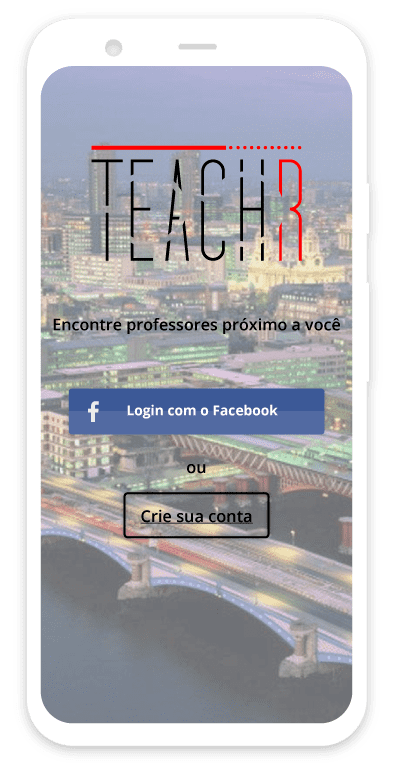 TEACHR
Encontre professores próximo a você
Login com o Facebook
ou
Crie sua conta